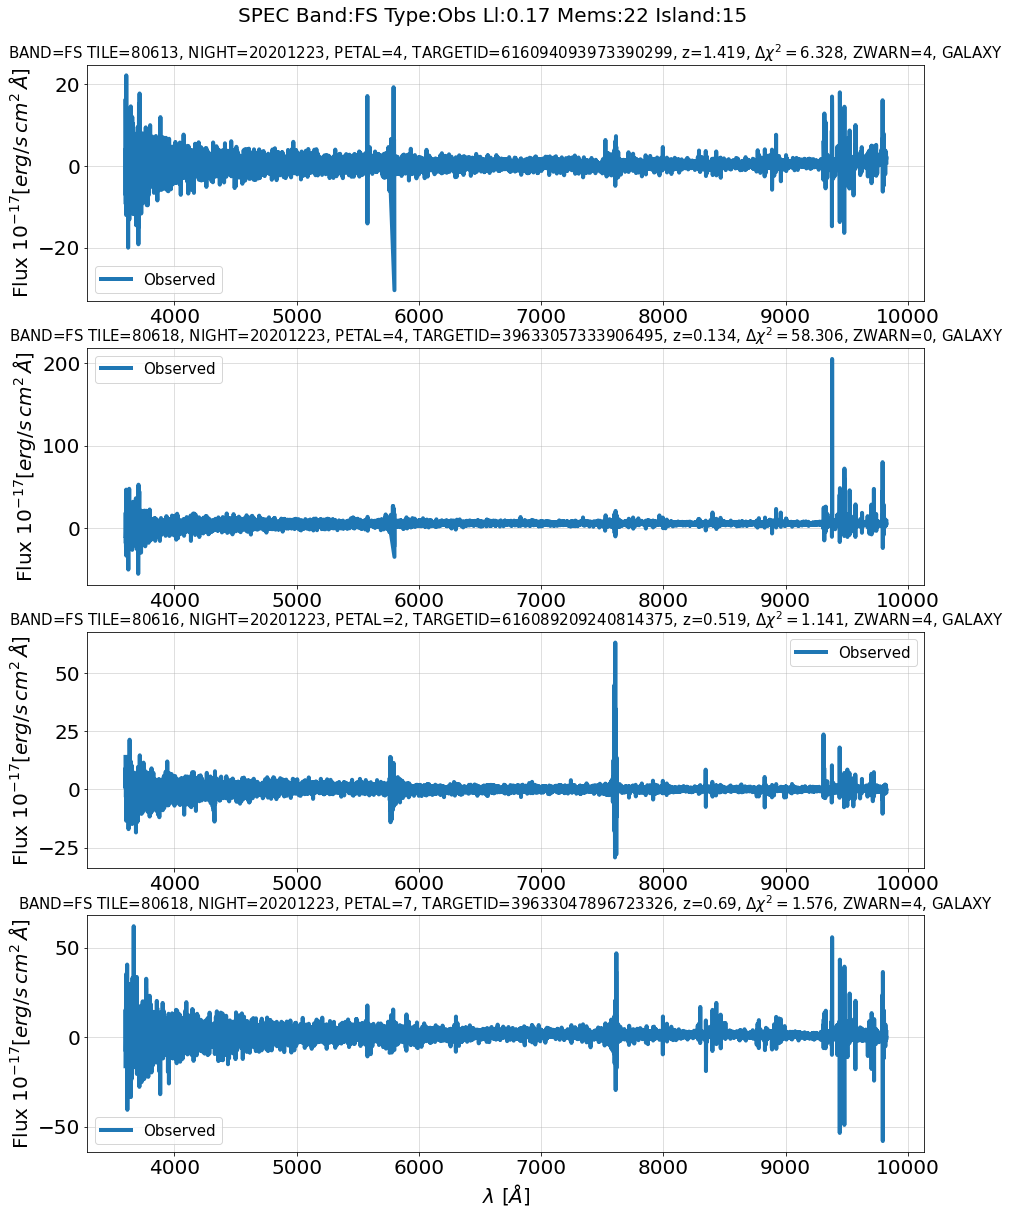 SPEC Band:FS Type:Obs Ll:0.17 Mems:22 Island:15
BAND=FS TILE=80613, NIGHT=20201223, PETAL=4, TARGETID=616094093973390299, z=1.419, Δχ² = 6.328, ZWARN=4, GALAXY
20
0
−20
Flux 10⁻¹⁷[erg/s cm² Å]
Observed
4000 5000 6000 7000 8000 9000 10000
BAND=FS TILE=80618, NIGHT=20201223, PETAL=4, TARGETID=39633057333906495, z=0.134, Δχ² = 58.306, ZWARN=0, GALAXY
200
100
0
Flux 10⁻¹⁷[erg/s cm² Å]
Observed
4000 5000 6000 7000 8000 9000 10000
BAND=FS TILE=80616, NIGHT=20201223, PETAL=2, TARGETID=616089209240814375, z=0.519, Δχ² = 1.141, ZWARN=4, GALAXY
50
25
0
−25
Flux 10⁻¹⁷[erg/s cm² Å]
Observed
4000 5000 6000 7000 8000 9000 10000
BAND=FS TILE=80618, NIGHT=20201223, PETAL=7, TARGETID=39633047896723326, z=0.69, Δχ² = 1.576, ZWARN=4, GALAXY
50
0
−50
Flux 10⁻¹⁷[erg/s cm² Å]
Observed
4000 5000 6000 7000 8000 9000 10000
λ [Å]